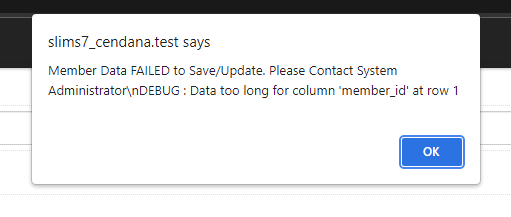 slims7_cendana.test says
Member Data FAILED to Save/Update. Please Contact System
Administrator\nDEBUG : Data too long for column 'member_id' at row 1
OK